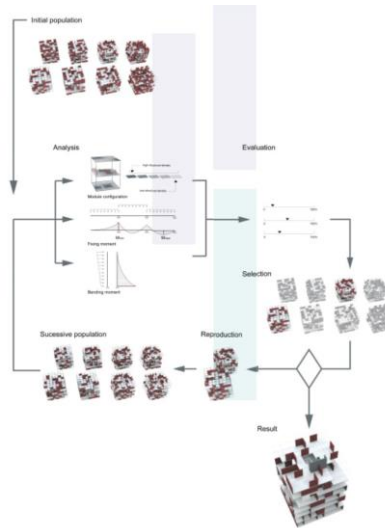 Initial population
Analysis
Evaluation
Module configuration
Fixing moment
Bending moment
Selection
Sucessive population
Reproduction
Result